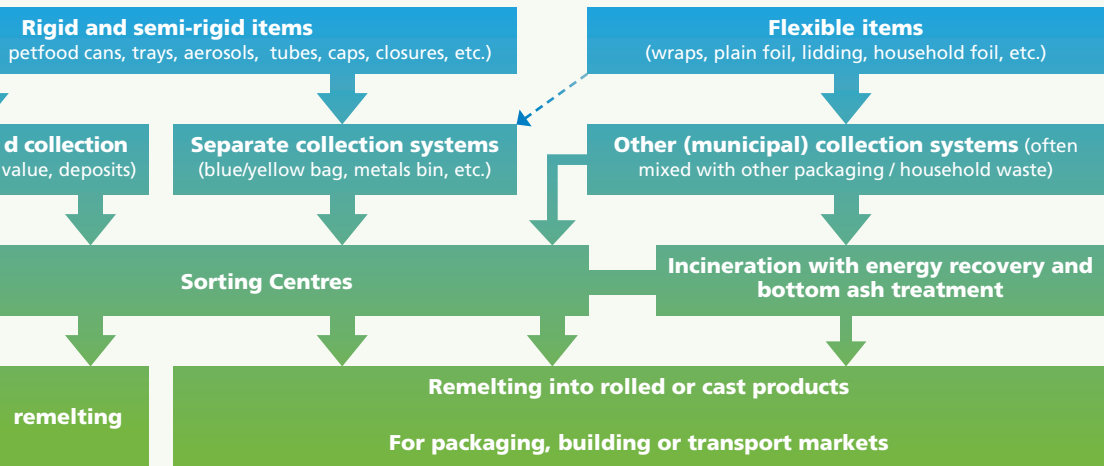 Rigid and semi-rigid items
petfood cans, trays, aerosols, tubes, caps, closures, etc.)
Flexible items
(wraps, plain foil, lidding, household foil, etc.)
d collection
value, deposits)
Separate collection systems
(blue/yellow bag, metals bin, etc.)
Other (municipal) collection systems (often
mixed with other packaging / household waste)
Sorting Centres
Incineration with energy recovery and
bottom ash treatment
remelting
Remelting into rolled or cast products
For packaging, building or transport markets